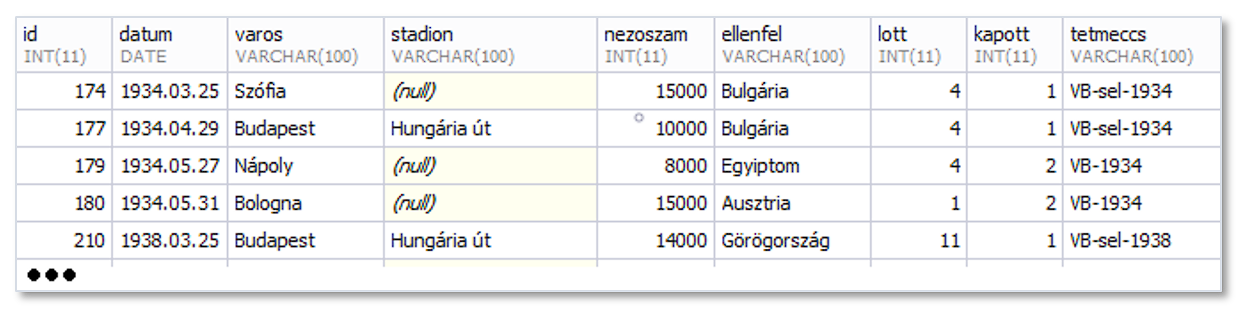 id datum varos stadion nezoszam ellenfel lott kapott tetmeccs
INT(11) DATE VARCHAR(100) VARCHAR(100) INT(11) VARCHAR(100) INT(11) INT(11) VARCHAR(100)
174 1934.03.25 Szófia (null) 15000 Bulgária 4 1 VB-sel-1934
177 1934.04.29 Budapest Hungária út 10000 Bulgária 4 1 VB-sel-1934
179 1934.05.27 Nápoly (null) 8000 Egyiptom 4 2 VB-1934
180 1934.05.31 Bologna (null) 15000 Ausztria 1 2 VB-1934
210 1938.03.25 Budapest Hungária út 14000 Görögország 11 1 VB-sel-1938